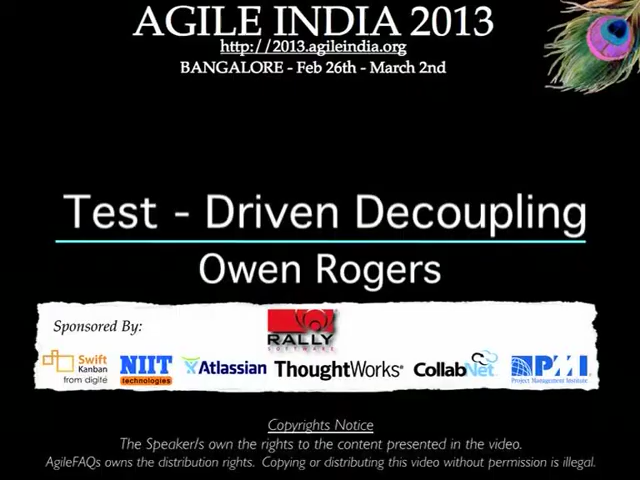 AGILE INDIA 2013
http://2013.agileindia.org
BANGALORE - Feb 26th - March 2nd
Test - Driven Decoupling
Owen Rogers
Sponsored By:
RALLY
SOFTWARE
Swift
Kanban
from digité
NIIT
technologies
Atlassian
ThoughtWorks®
CollabNet
PMI
Project Management Institute
Copyrights Notice
The Speaker/s own the rights to the content presented in the video.
AgileFAQs owns the distribution rights. Copying or distributing this video without permission is illegal.